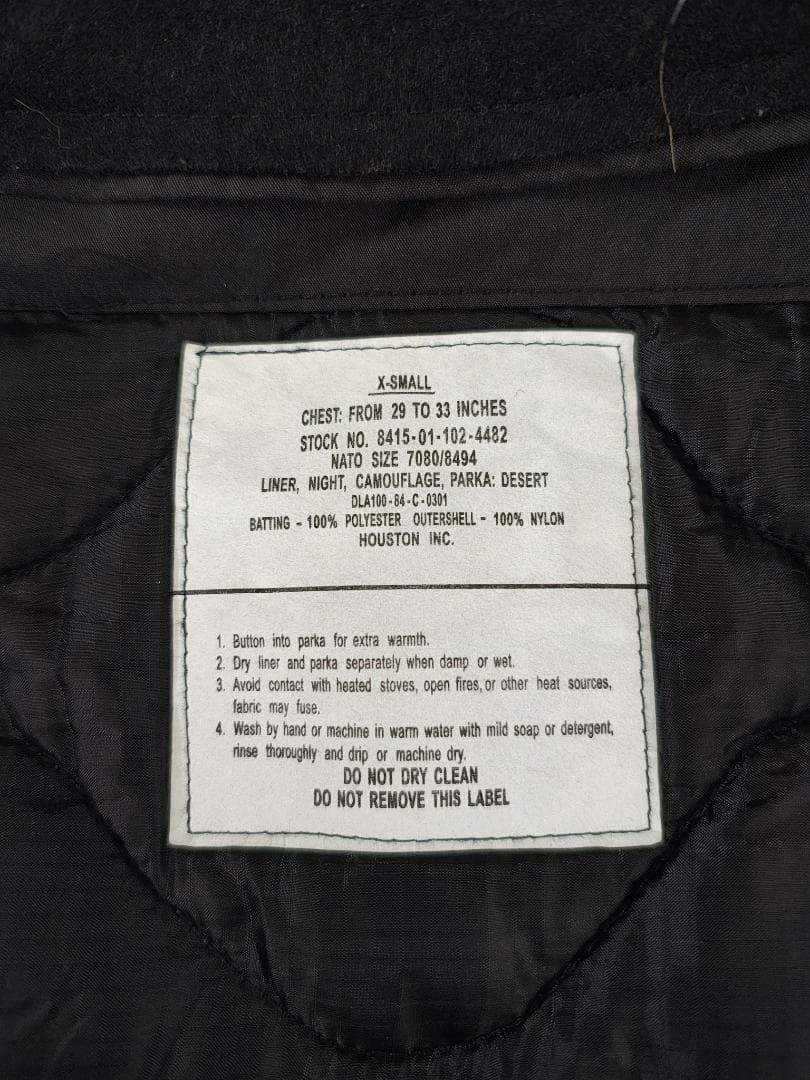 X-SMALL
CHEST: FROM 29 TO 33 INCHES
STOCK NO. 8415-01-102-4482
NATO SIZE 7080/8494
LINER, NIGHT, CAMOUFLAGE, PARKA: DESERT
DLA100-84-C-0301
BATTING - 100% POLYESTER OUTERSHELL - 100% NYLON
HOUSTON INC.
1. Button into parka for extra warmth.
2. Dry liner and parka separately when damp or wet.
3. Avoid contact with heated stoves, open fires, or other heat sources,
fabric may fuse.
4. Wash by hand or machine in warm water with mild soap or detergent,
rinse thoroughly and drip or machine dry.
DO NOT DRY CLEAN
DO NOT REMOVE THIS LABEL